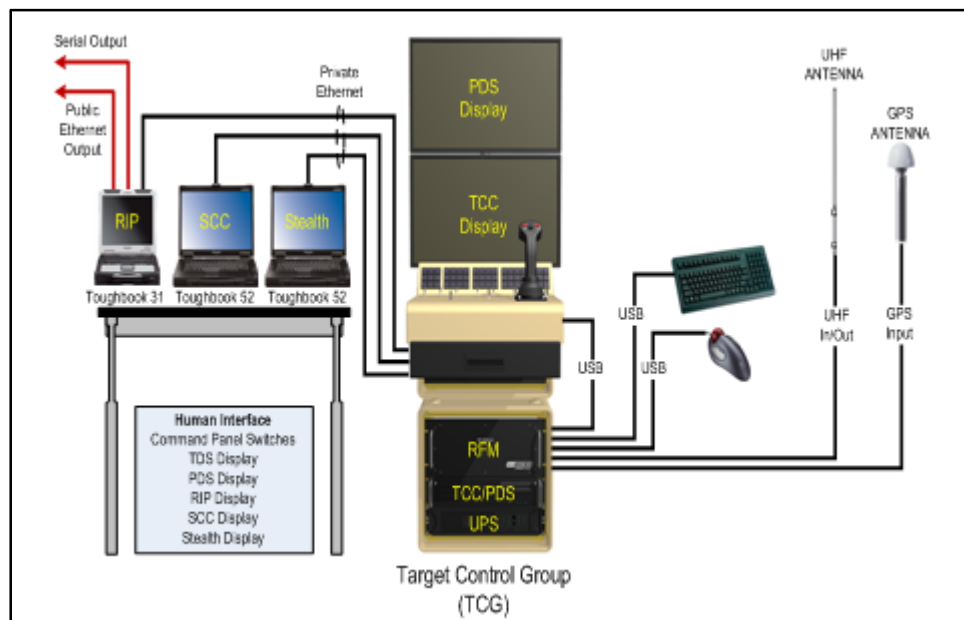 Serial Output
Public
Ethernet
Output
Private
Ethernet
RIP
SCC
Stealth
Toughbook 31
Toughbook 52
Toughbook 52
PDS
Display
TCC
Display
UHF
ANTENNA
GPS
ANTENNA
USB
USB
USB
UHF
In/Out
GPS
Input
Human Interface
Command Panel Switches
TDS Display
PDS Display
RIP Display
SCC Display
Stealth Display
RFM
TCC/PDS
UPS
Target Control Group
(TCG)